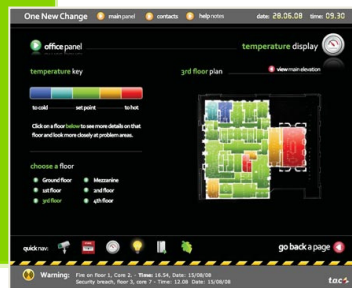 One New Change main panel contacts help notes date: 28.06.08 time: 09.30
office panel
temperature display
temperature key
3rd floor plan
view main elevation
to cold set point to hot
Click on a floor below to see more details on that
floor and look more closely at problem areas.
choose a floor
Ground floor Mezzanine
1st floor 2nd floor
3rd floor 4th floor
quick nav:
go back a page
Warning: Fire on floor 1, Core 2. - Time: 16.54, Date: 15/08/08
Security breach, floor 3, core 7 - Time: 12.08 Date: 15/08/08
tacs